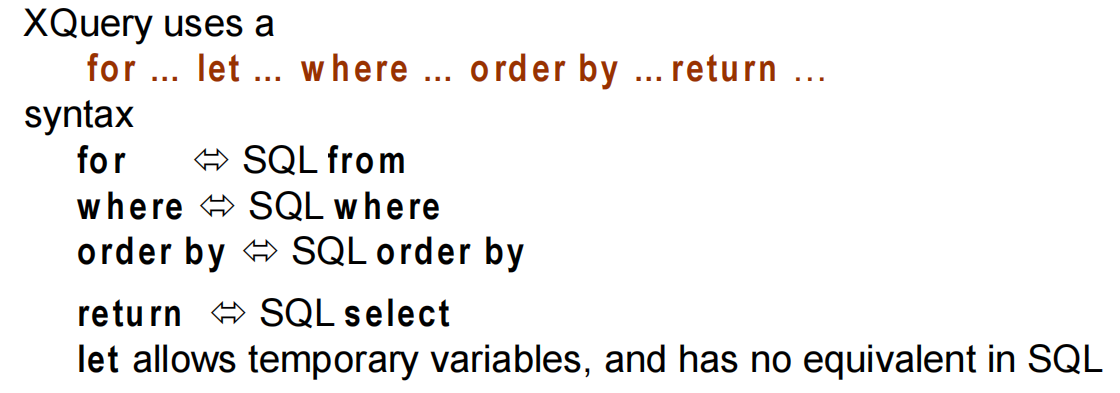 XQuery uses a
for ... let ... where ... order by ... return ...
syntax
for ⇔ SQL from
where ⇔ SQL where
order by ⇔ SQL order by
return ⇔ SQL select
let allows temporary variables, and has no equivalent in SQL